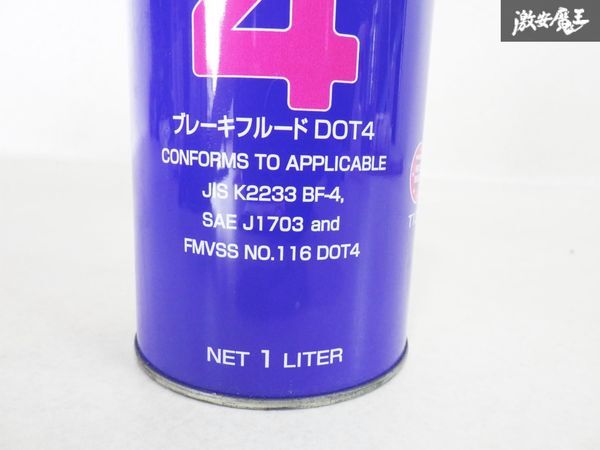 激安魔王
4
ブレーキフルード DOT4
CONFORMS TO APPLICABLE
JIS K2233 BF-4,
SAE J1703 and
FMVSS NO.116 DOT4
NET 1 LITER